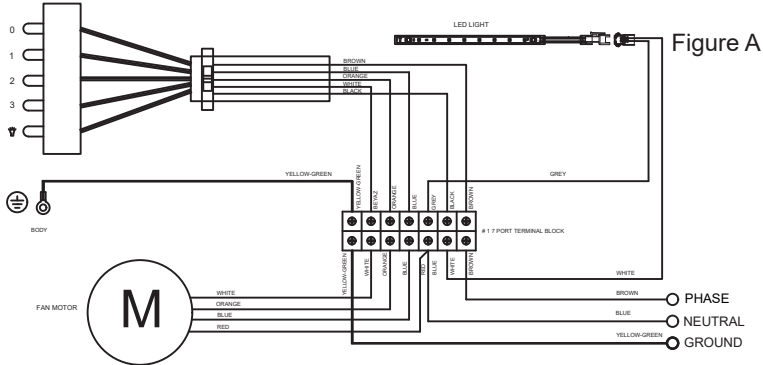 LED LIGHT
Figure A
0
1
2
3
BROWN
BLUE
ORANGE
WHITE
BLACK
YELLOW-GREEN
GREY
YELLOW-GREEN
BEYAZ
ORANGE
BLUE
GREY
BLACK
BROWN
BODY
# 1 7 PORT TERMINAL BLOCK
YELLOW-GREEN
WHITE
ORANGE
BLUE
RED
BLUE
WHITE
BROWN
WHITE
FAN MOTOR
M
WHITE
ORANGE
BLUE
RED
BROWN
PHASE
BLUE
NEUTRAL
YELLOW-GREEN
GROUND